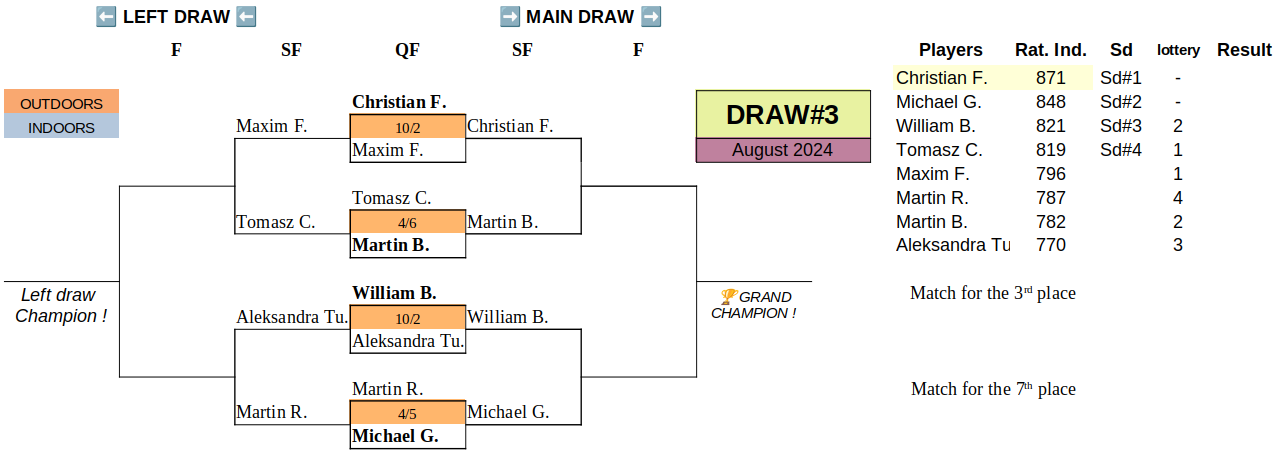 ⬅ LEFT DRAW ⬅ ➡ MAIN DRAW ➡
F SF QF SF F Players Rat. Ind. Sd lottery Result
OUTDOORS
INDOORS
Christian F.
Maxim F. 10/2 Christian F.
Maxim F.
Tomasz C.
Tomasz C. 4/6 Martin B.
Martin B.
William B.
Aleksandra Tu. 10/2 William B.
Aleksandra Tu.
Martin R.
Martin R. 4/5 Michael G.
Michael G.
Left draw
Champion !
🏆GRAND
CHAMPION !
DRAW#3
August 2024
Christian F. 871 Sd#1 -
Michael G. 848 Sd#2 -
William B. 821 Sd#3 2
Tomasz C. 819 Sd#4 1
Maxim F. 796 1
Martin R. 787 4
Martin B. 782 2
Aleksandra Tu 770 3
Match for the 3rd place
Match for the 7th place